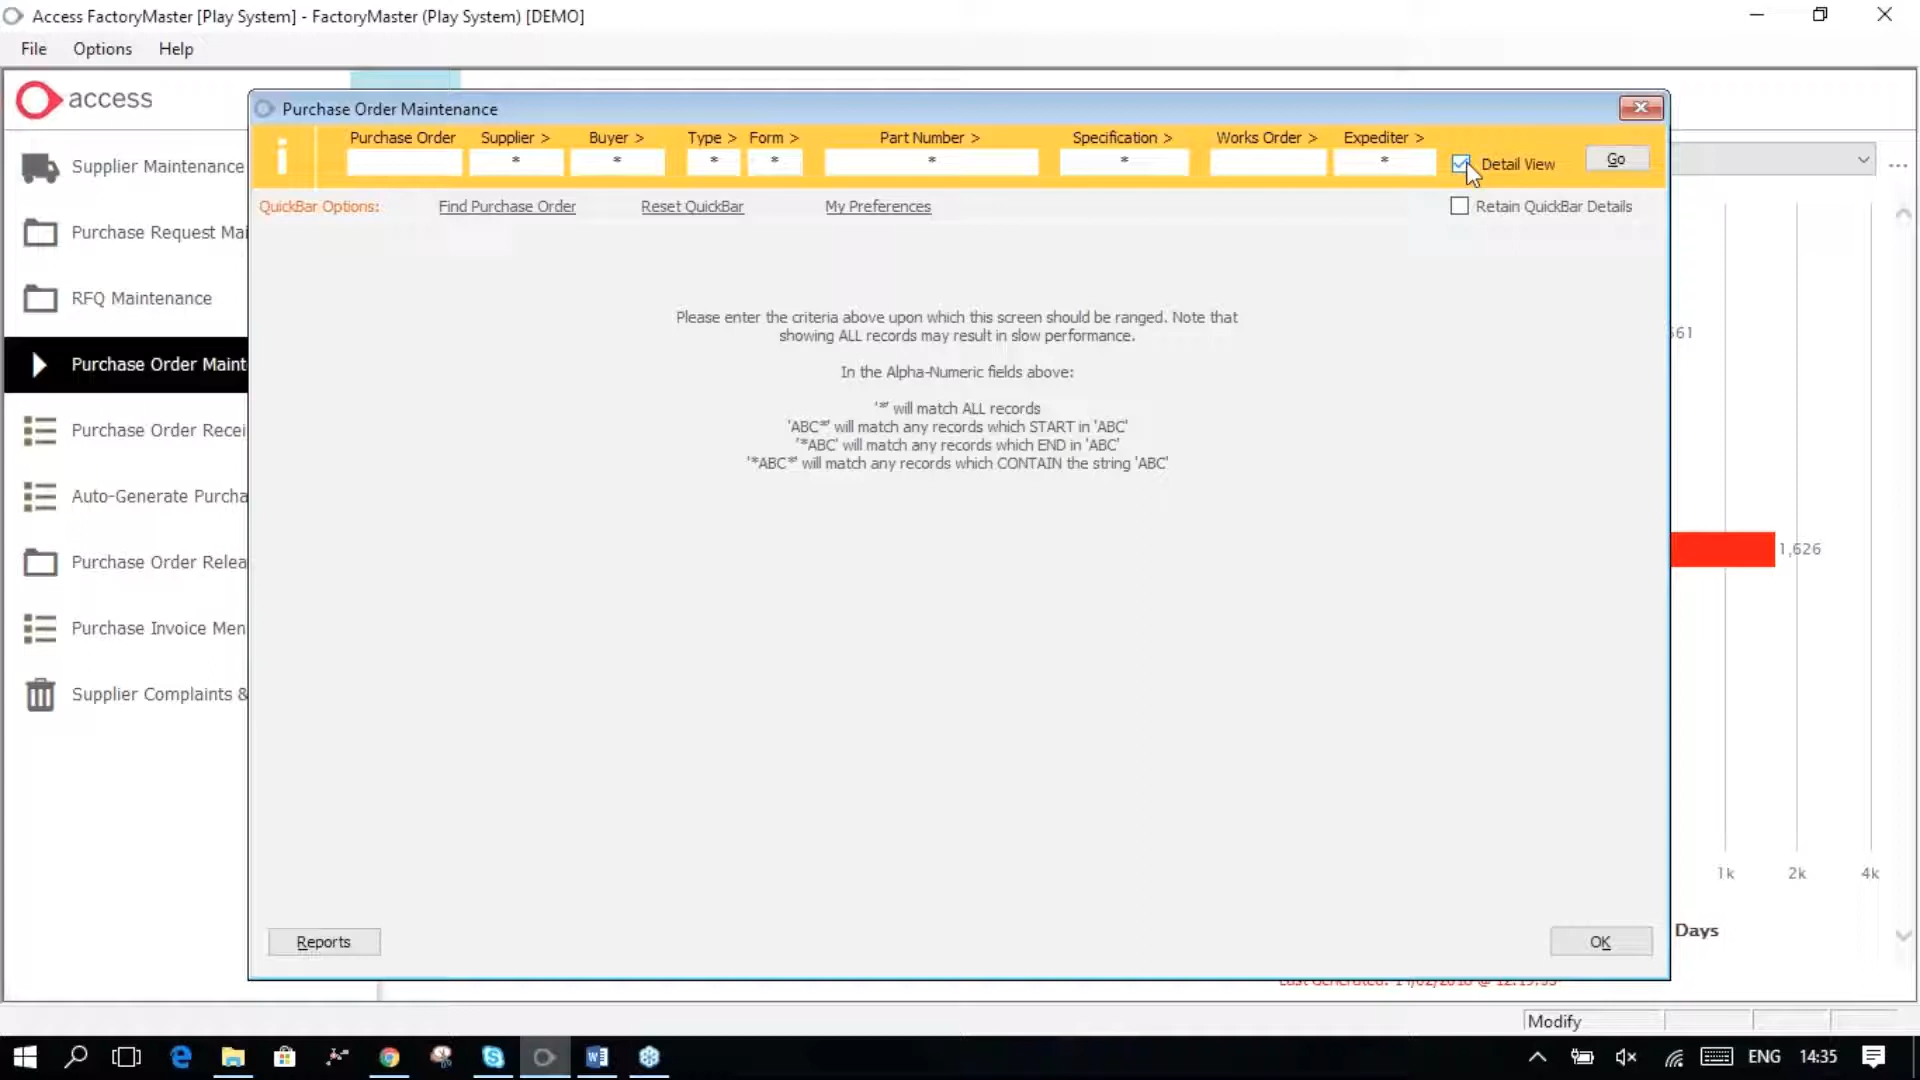 Access FactoryMaster [Play System] - FactoryMaster (Play System) [DEMO]
File Options Help
access
Supplier Maintenance
Purchase Request Mai
RFQ Maintenance
Purchase Order Maint
Purchase Order Recei
Auto-Generate Purcha
Purchase Order Relea
Purchase Invoice Men
Supplier Complaints &
Purchase Order Maintenance
Purchase Order Supplier > Buyer > Type > Form > Part Number > Specification > Works Order > Expediter >
* * * * * * *
Detail View
Go
QuickBar Options: Find Purchase Order Reset QuickBar My Preferences
Retain QuickBar Details
Please enter the criteria above upon which this screen should be ranged. Note that
showing ALL records may result in slow performance.
In the Alpha-Numeric fields above:
'*' will match ALL records
'ABC*' will match any records which START in 'ABC'
'*ABC' will match any records which END in 'ABC'
'*ABC*' will match any records which CONTAIN the string 'ABC'
Reports
OK
...
561
1,626
1k 2k 4k
Days
Modify
ENG 14:35